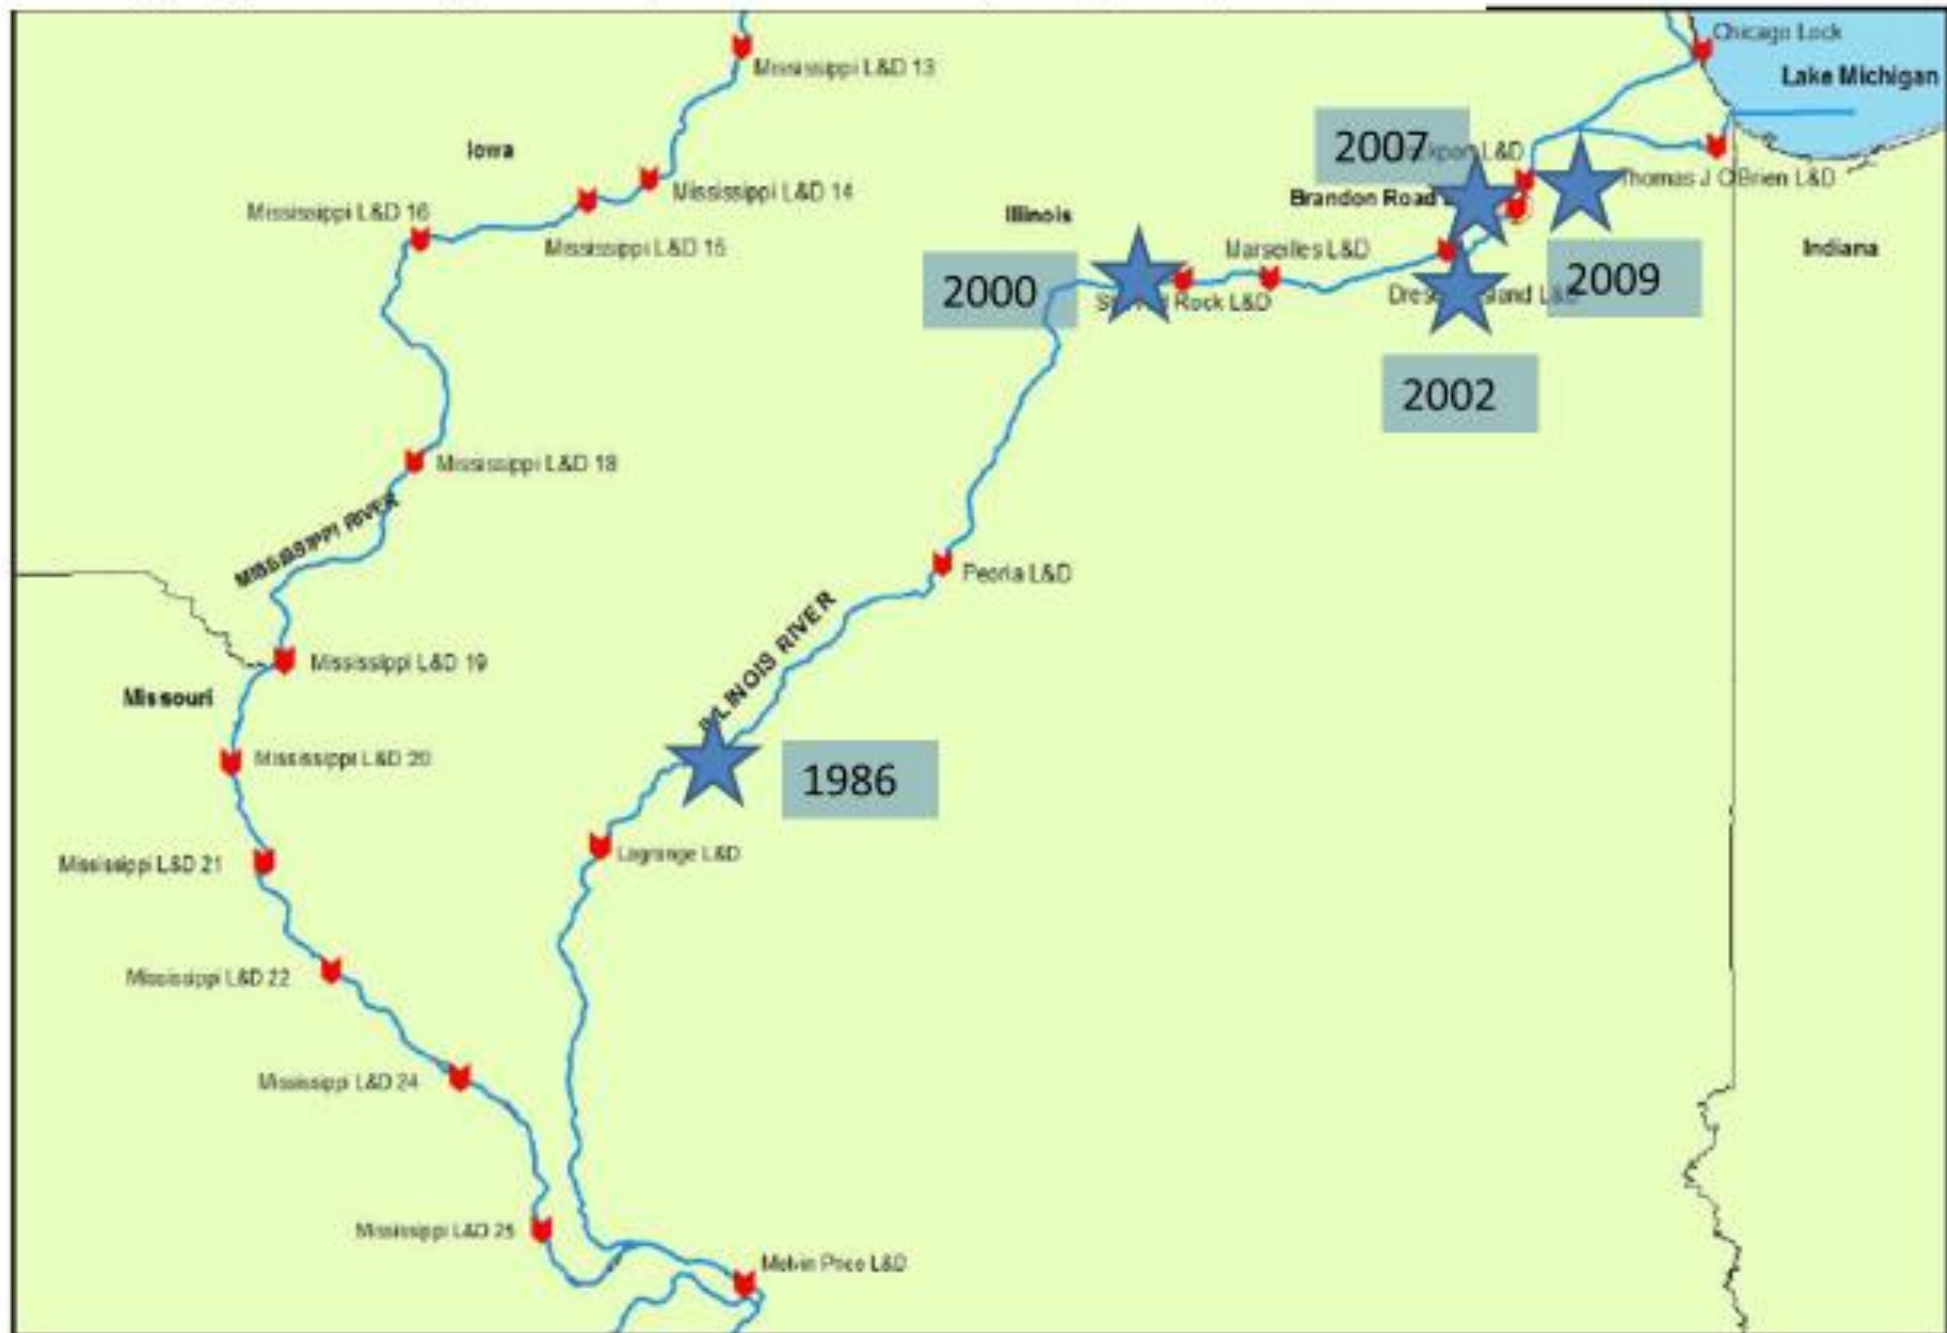 Chicago Lock
Mississippi L&D 13
Lake Michigan
2007
L&D
Iowa
Mississippi L&D 14
Thomas J O'Brien L&D
Brandon Road
Mississippi L&D 16
Illinois
Mississippi L&D 15
Marseilles L&D
Indiana
2009
2000
Rock L&D
2002
Mississippi L&D 18
MISSISSIPPI RIVER
Peoria L&D
ILLINOIS RIVER
Mississippi L&D 19
Missouri
Mississippi L&D 20
1986
Lagrange L&D
Mississippi L&D 21
Mississippi L&D 22
Mississippi L&D 24
Mississippi L&D 25
Melvin Price L&D